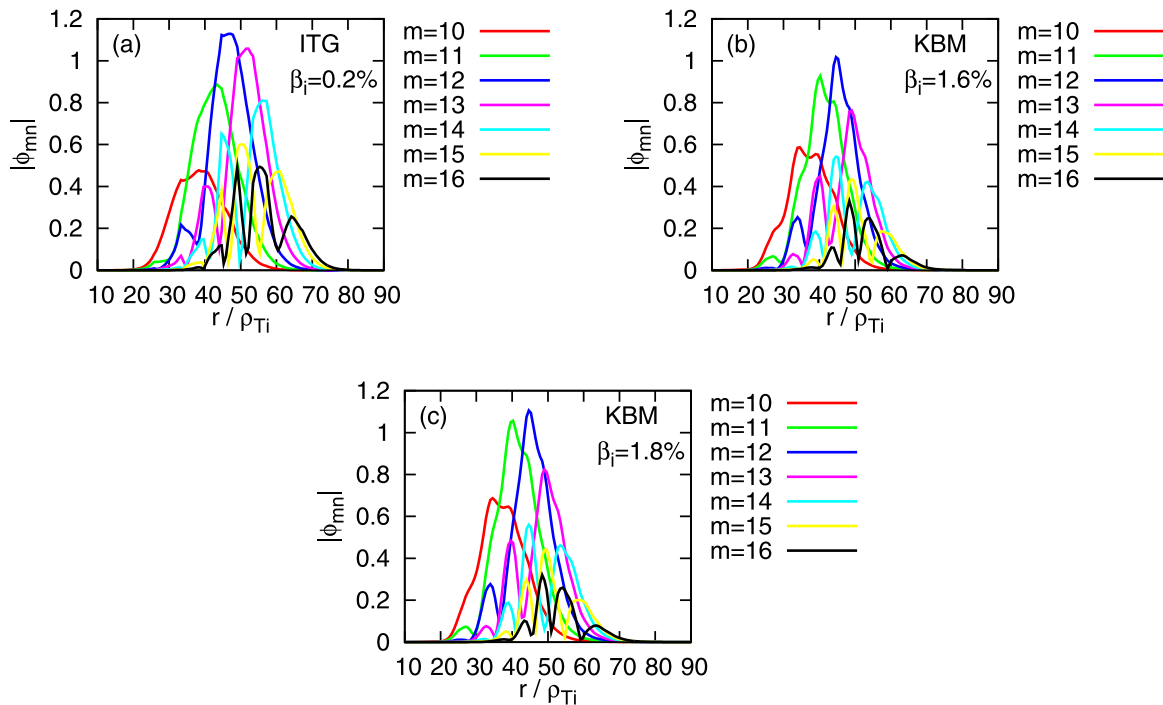 (a) ITG
β_i=0.2%
|ϕ_mn|
1.2
1
0.8
0.6
0.4
0.2
0
10 20 30 40 50 60 70 80 90
r / ρ_Ti
m=10
m=11
m=12
m=13
m=14
m=15
m=16
(b) KBM
β_i=1.6%
|ϕ_mn|
1.2
1
0.8
0.6
0.4
0.2
0
10 20 30 40 50 60 70 80 90
r / ρ_Ti
m=10
m=11
m=12
m=13
m=14
m=15
m=16
(c) KBM
β_i=1.8%
|ϕ_mn|
1.2
1
0.8
0.6
0.4
0.2
0
10 20 30 40 50 60 70 80 90
r / ρ_Ti
m=10
m=11
m=12
m=13
m=14
m=15
m=16